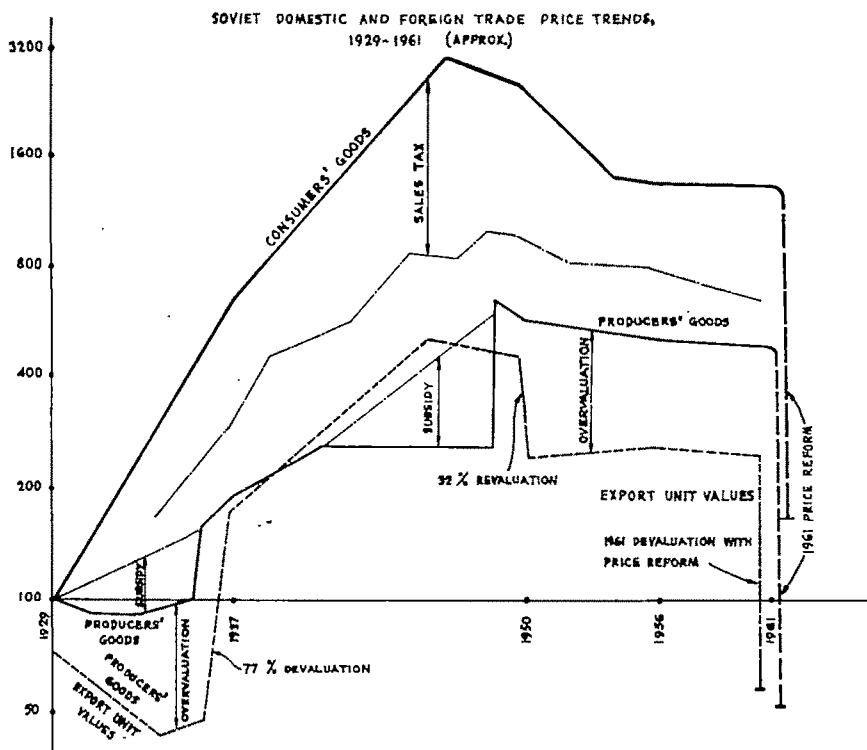 SOVIET DOMESTIC AND FOREIGN TRADE PRICE TRENDS,
1929-1961 (APPROX.)
3200
1600
800
400
200
100
50
CONSUMERS' GOODS
SALES TAX
PRODUCERS' GOODS
SUBSIDY
OVERVALUATION
32 % REVALUATION
EXPORT UNIT VALUES
1961 DEVALUATION WITH
PRICE REFORM
1961 PRICE REFORM
1929
1937
1950
1956
1961
SUBSIDY
PRODUCERS'
GOODS
PRODUCERS'
GOODS
OVERVALUATION
77 % DEVALUATION
EXPORT UNIT
VALUES